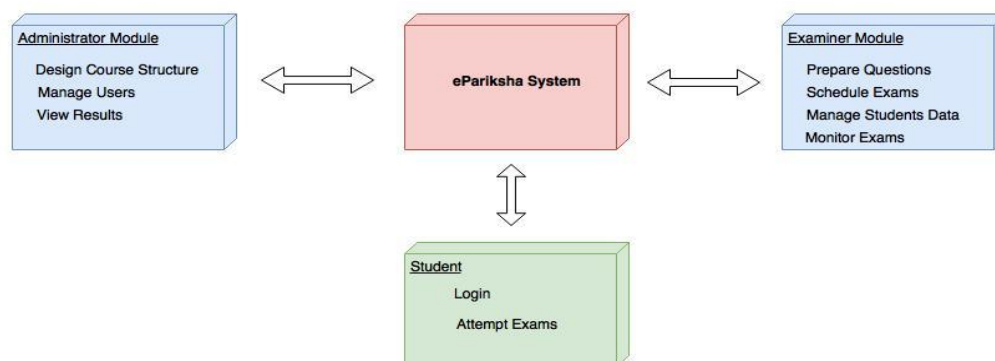 Administrator Module
Design Course Structure
Manage Users
View Results
ePariksha System
Examiner Module
Prepare Questions
Schedule Exams
Manage Students Data
Monitor Exams
Student
Login
Attempt Exams